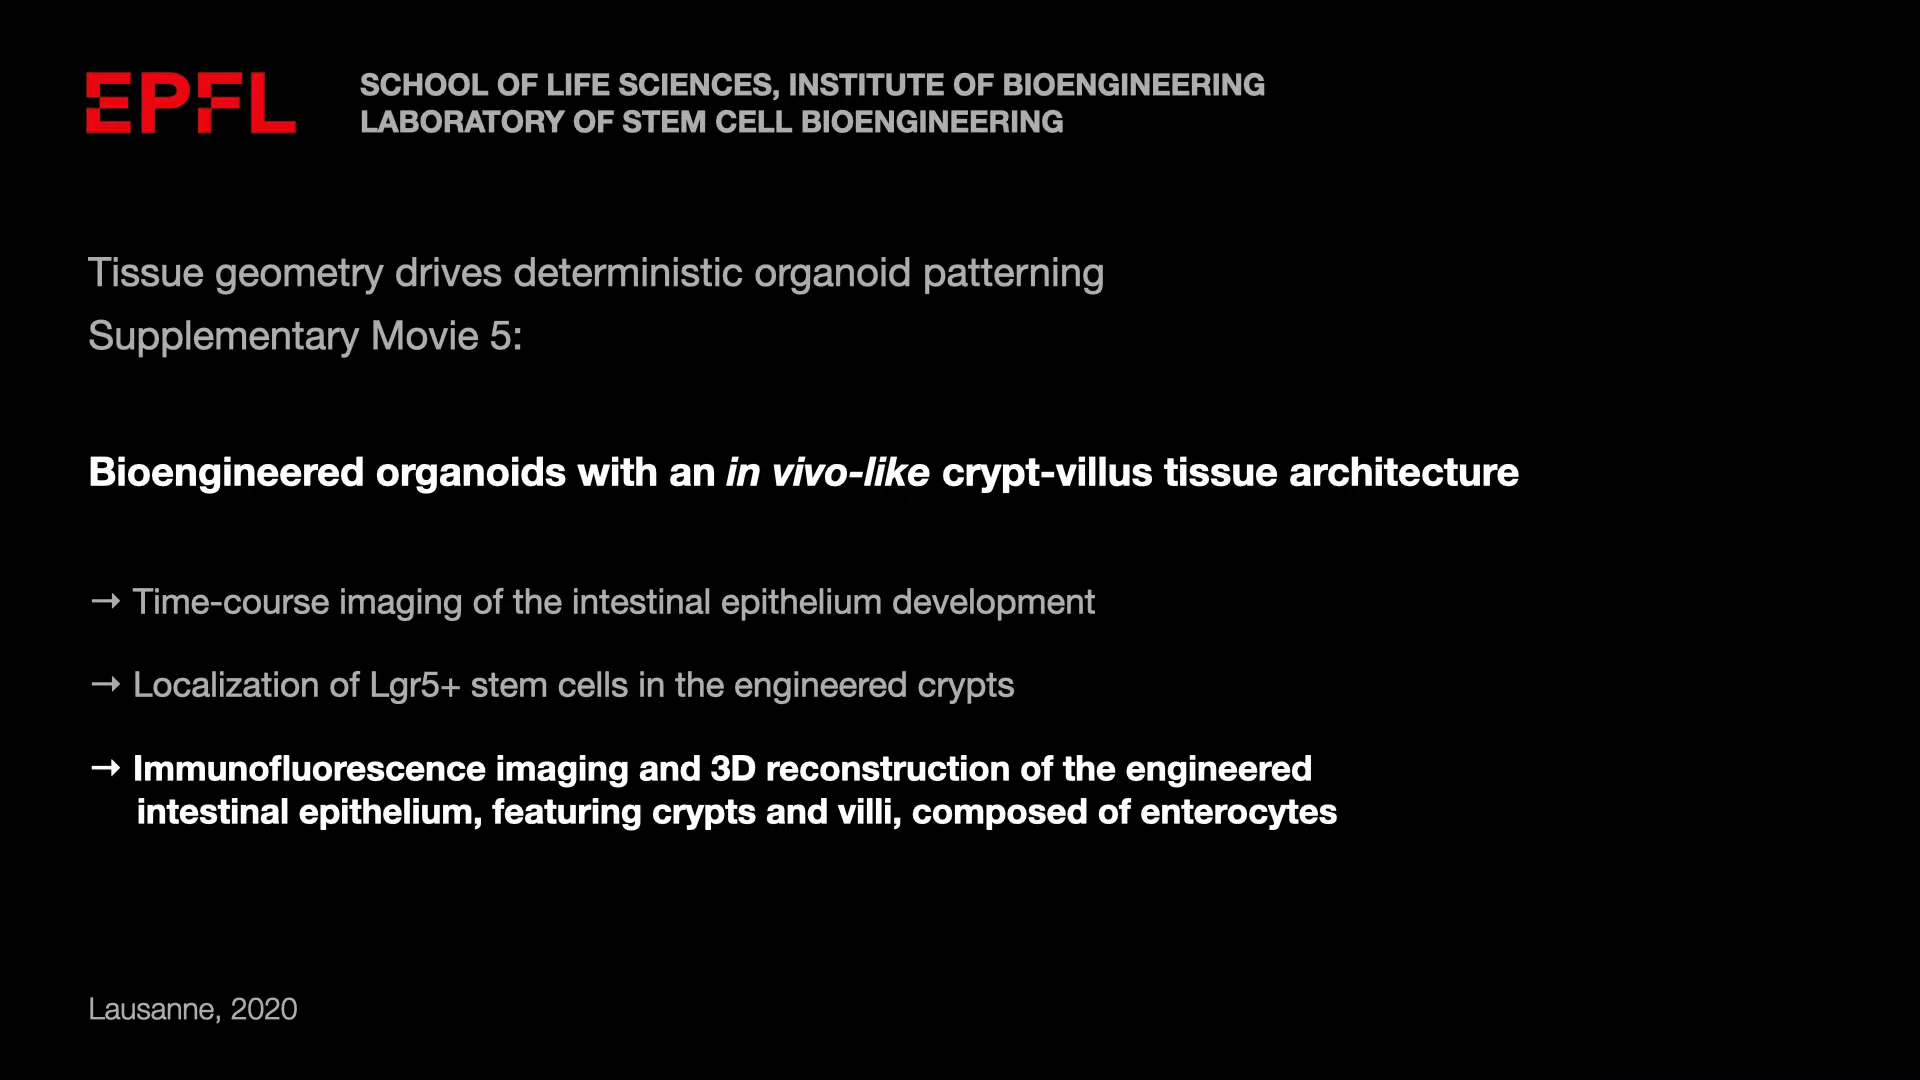 EPFL
SCHOOL OF LIFE SCIENCES, INSTITUTE OF BIOENGINEERING
LABORATORY OF STEM CELL BIOENGINEERING
Tissue geometry drives deterministic organoid patterning
Supplementary Movie 5:
Bioengineered organoids with an in vivo-like crypt-villus tissue architecture
→ Time-course imaging of the intestinal epithelium development
→ Localization of Lgr5+ stem cells in the engineered crypts
→ Immunofluorescence imaging and 3D reconstruction of the engineered
intestinal epithelium, featuring crypts and villi, composed of enterocytes
Lausanne, 2020